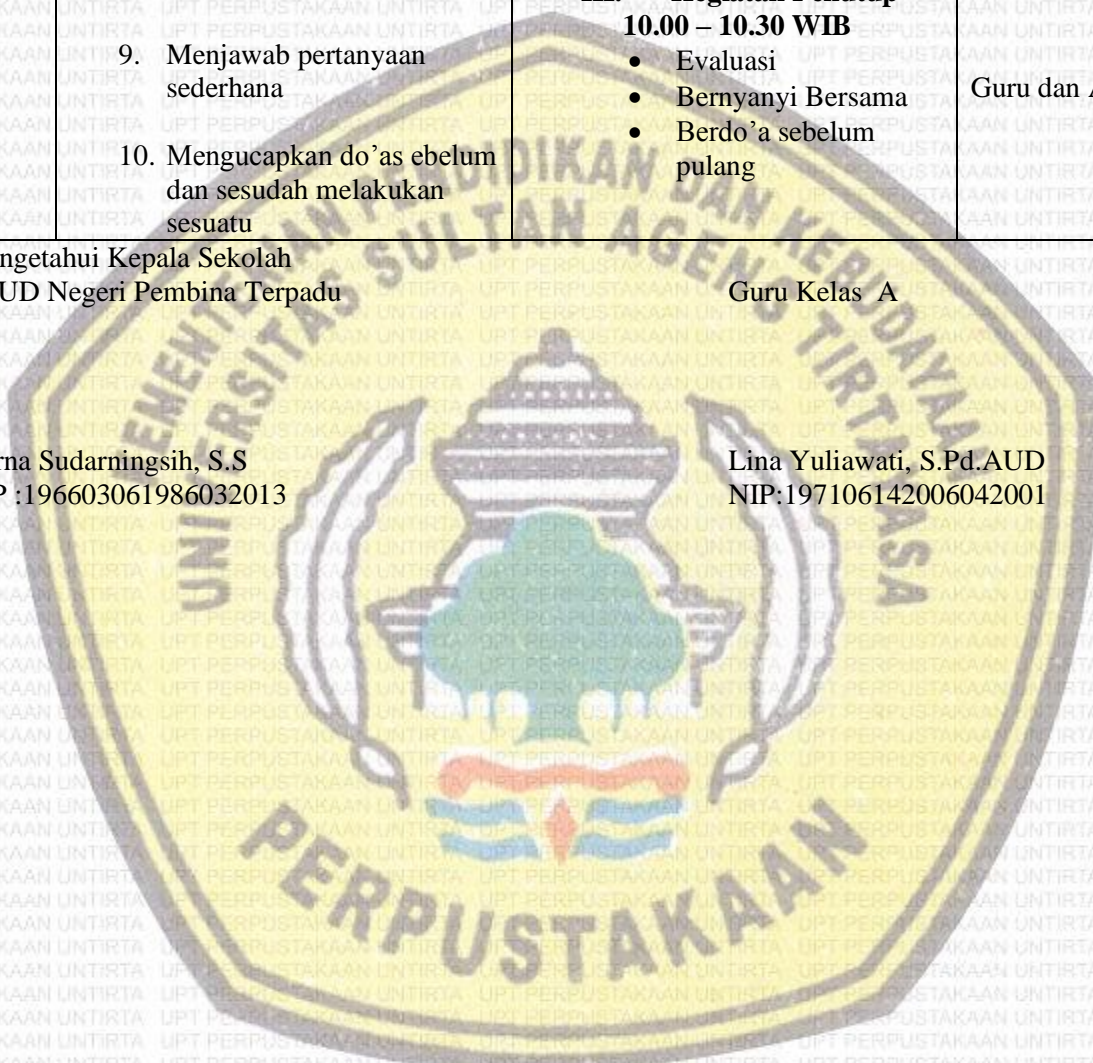 III. Kegiatan Penutup
10.00 – 10.30 WIB
9. Menjawab pertanyaan
sederhana
10. Mengucapkan do’as ebelum
dan sesudah melakukan
sesuatu
• Evaluasi
• Bernyanyi Bersama
• Berdo’a sebelum
pulang
Guru dan
ngetahui Kepala Sekolah
UD Negeri Pembina Terpadu
Guru Kelas A
rna Sudarningsih, S.S
P :196603061986032013
Lina Yuliawati, S.Pd.AUD
NIP:197106142006042001
KEMENTERIAN PENDIDIKAN DAN KEBUDAYAAN
UNIVERSITAS SULTAN AGENG TIRTAYASA
PERPUSTAKAAN
UPT PERPUSTAKAAN UNTIRTA